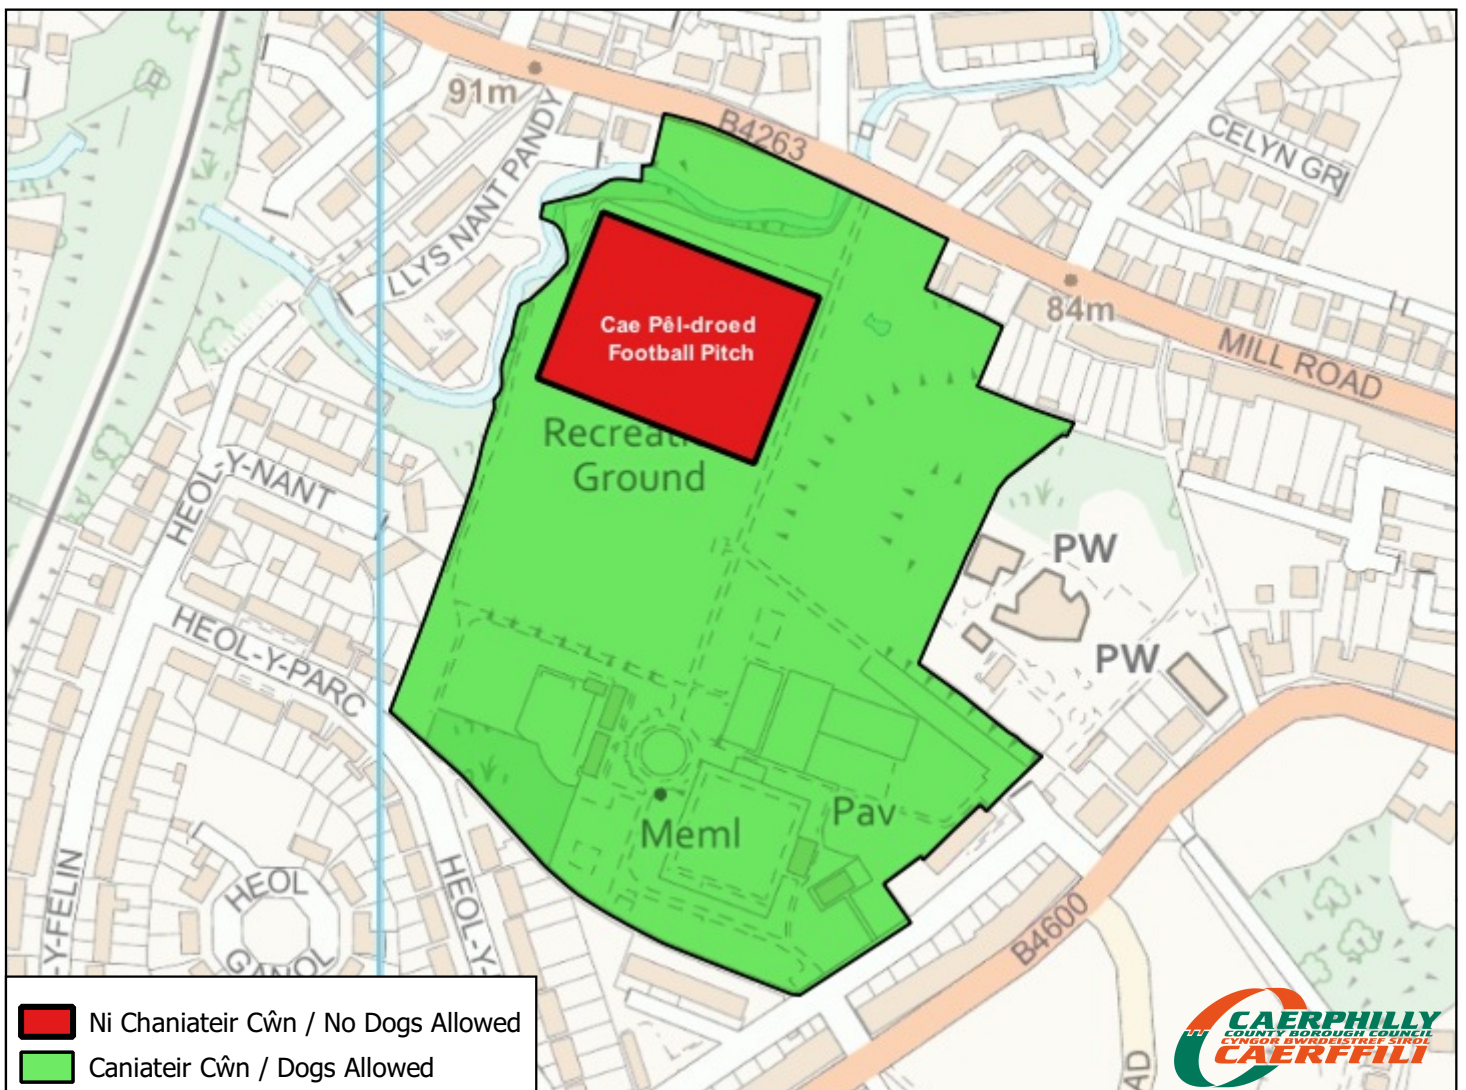 91m
B4263
CELYN GR
LLYS NANT PANDY
84m
MILL ROAD
Cae Pêl-droed
Football Pitch
Recreati
Ground
HEOL-Y-NANT
PW
HEOL-Y-PARC
PW
Pav
Meml
-Y-FELIN
HEOL
GANOL
HEOL-Y-
B4600
AD
Ni Chaniateir Cŵn / No Dogs Allowed
Caniateir Cŵn / Dogs Allowed
CAERPHILLY
COUNTY BOROUGH COUNCIL
CYNGOR BWRDEISTREF SIROL
CAERFFILI